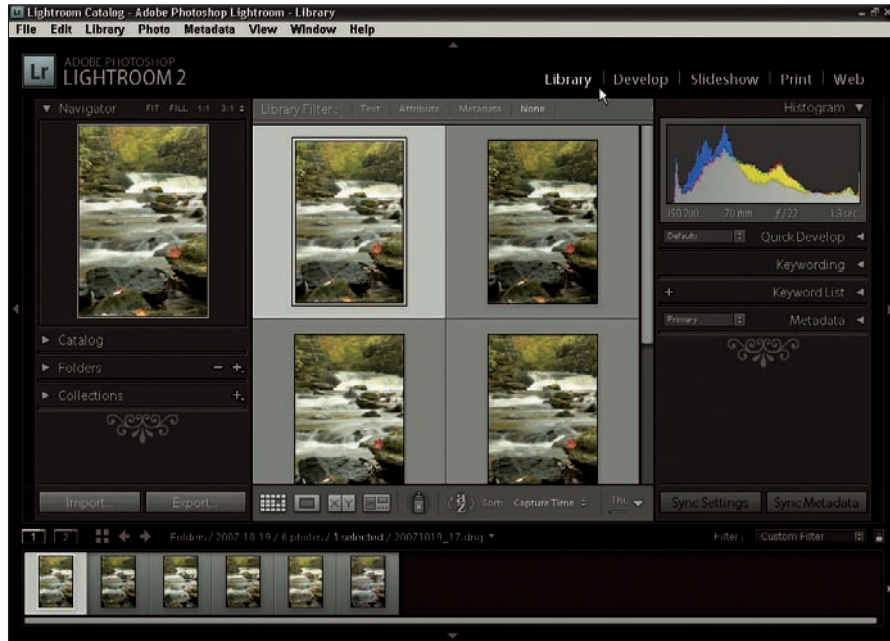 Lightroom Catalog - Adobe Photoshop Lightroom - Library
File Edit Library Photo Metadata View Window Help
Lr
ADOBE PHOTOSHOP
LIGHTROOM 2
Library | Develop | Slideshow | Print | Web
Navigator FIT FILL 1:1 3:1
Library Filter: Text Attribute Metadata None
Histogram
ISO 200 70 mm f/22 1.3 sec
Defaults Quick Develop
Keywording
+ Keyword List
Primary Metadata
Catalog
Folders - +
Collections +
Import... Export...
XY
Sort: Capture Time
Sync Settings Sync Metadata
1 2 Folders / 2007-10-19 / 6 photos / 1 selected / 20071019_17.dng
Filter: Custom Filter